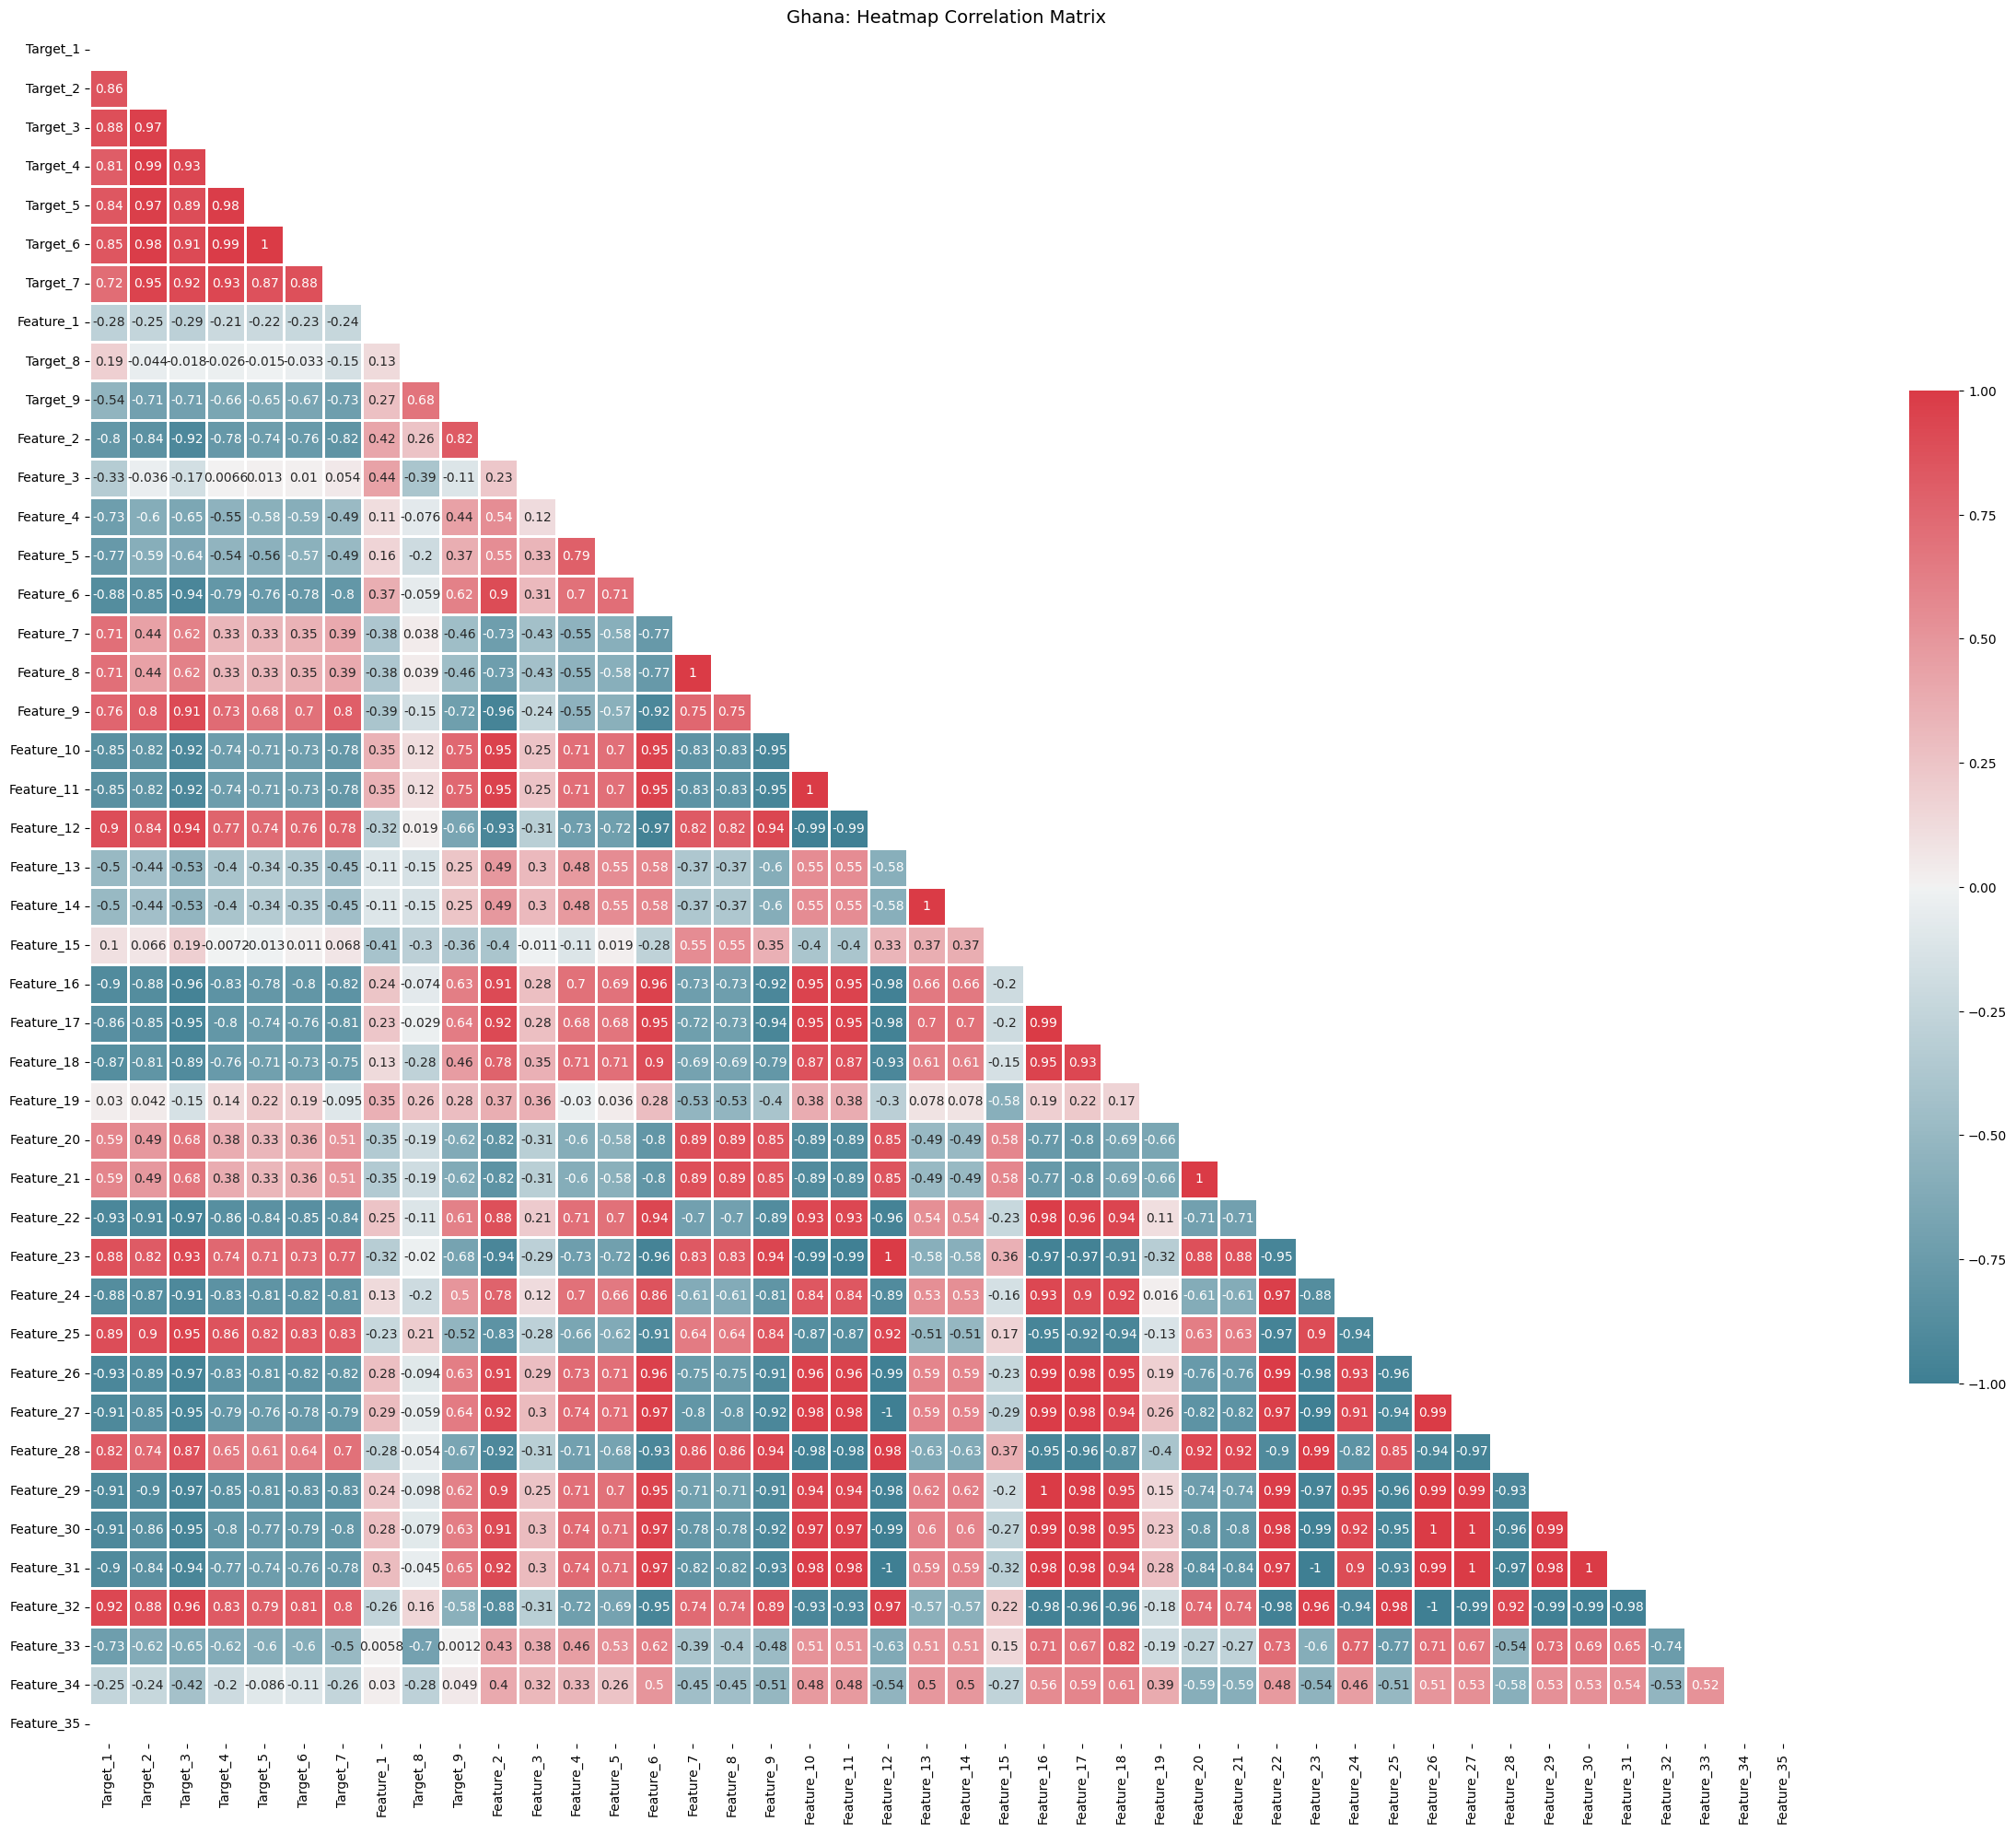 Ghana: Heatmap Correlation Matrix
Target_1
Target_2 0.86
Target_3 0.88 0.97
Target_4 0.81 0.99 0.93
Target_5 0.84 0.97 0.89 0.98
Target_6 0.85 0.98 0.91 0.99 1
Target_7 0.72 0.95 0.92 0.93 0.87 0.88
Feature_1 -0.28 -0.25 -0.29 -0.21 -0.22 -0.23 -0.24
Target_8 0.19 -0.044 -0.018 -0.026 -0.015 -0.033 -0.15 0.13
Target_9 -0.54 -0.71 -0.71 -0.66 -0.65 -0.67 -0.73 0.27 0.68
Feature_2 -0.8 -0.84 -0.92 -0.78 -0.74 -0.76 -0.82 0.42 0.26 0.82
Feature_3 -0.33 -0.036 -0.17 0.0066 0.013 0.01 0.054 0.44 -0.39 -0.11 0.23
Feature_4 -0.73 -0.6 -0.65 -0.55 -0.58 -0.59 -0.49 0.11 -0.076 0.44 0.54 0.12
Feature_5 -0.77 -0.59 -0.64 -0.54 -0.56 -0.57 -0.49 0.16 -0.2 0.37 0.55 0.33 0.79
Feature_6 -0.88 -0.85 -0.94 -0.79 -0.76 -0.78 -0.8 0.37 -0.059 0.62 0.9 0.31 0.7 0.71
Feature_7 0.71 0.44 0.62 0.33 0.33 0.35 0.39 -0.38 0.038 -0.46 -0.73 -0.43 -0.55 -0.58 -0.77
Feature_8 0.71 0.44 0.62 0.33 0.33 0.35 0.39 -0.38 0.039 -0.46 -0.73 -0.43 -0.55 -0.58 -0.77 1
Feature_9 0.76 0.8 0.91 0.73 0.68 0.7 0.8 -0.39 -0.15 -0.72 -0.96 -0.24 -0.55 -0.57 -0.92 0.75 0.75
Feature_10 -0.85 -0.82 -0.92 -0.74 -0.71 -0.73 -0.78 0.35 0.12 0.75 0.95 0.25 0.71 0.7 0.95 -0.83 -0.83 -0.95
Feature_11 -0.85 -0.82 -0.92 -0.74 -0.71 -0.73 -0.78 0.35 0.12 0.75 0.95 0.25 0.71 0.7 0.95 -0.83 -0.83 -0.95 1
Feature_12 0.9 0.84 0.94 0.77 0.74 0.76 0.78 -0.32 0.019 -0.66 -0.93 -0.31 -0.73 -0.72 -0.97 0.82 0.82 0.94 -0.99 -0.99
Feature_13 -0.5 -0.44 -0.53 -0.4 -0.34 -0.35 -0.45 -0.11 -0.15 0.25 0.49 0.3 0.48 0.55 0.58 -0.37 -0.37 -0.6 0.55 0.55 -0.58
Feature_14 -0.5 -0.44 -0.53 -0.4 -0.34 -0.35 -0.45 -0.11 -0.15 0.25 0.49 0.3 0.48 0.55 0.58 -0.37 -0.37 -0.6 0.55 0.55 -0.58 1
Feature_15 0.1 0.066 0.19 -0.0072 -0.013 0.011 0.068 -0.41 -0.3 -0.36 -0.4 -0.011 -0.11 0.019 -0.28 0.55 0.55 0.35 -0.4 -0.4 0.33 0.37 0.37
Feature_16 -0.9 -0.88 -0.96 -0.83 -0.78 -0.8 -0.82 0.24 -0.074 0.63 0.91 0.28 0.7 0.69 0.96 -0.73 -0.73 -0.92 0.95 0.95 -0.98 0.66 0.66 -0.2
Feature_17 -0.86 -0.85 -0.95 -0.8 -0.74 -0.76 -0.81 0.23 -0.029 0.64 0.92 0.28 0.68 0.68 0.95 -0.72 -0.73 -0.94 0.95 0.95 -0.98 0.7 0.7 -0.2 0.99
Feature_18 -0.87 -0.81 -0.89 -0.76 -0.71 -0.73 -0.75 0.13 -0.28 0.46 0.78 0.35 0.71 0.71 0.9 -0.69 -0.69 -0.79 0.87 0.87 -0.93 0.61 0.61 -0.15 0.95 0.93
Feature_19 0.03 0.042 -0.15 0.14 0.22 0.19 -0.095 0.35 0.26 0.28 0.37 0.36 -0.03 0.036 0.28 -0.53 -0.53 -0.4 0.38 0.38 -0.3 0.078 0.078 -0.58 0.19 0.22 0.17
Feature_20 0.59 0.49 0.68 0.38 0.33 0.36 0.51 -0.35 -0.19 -0.62 -0.82 -0.31 -0.6 -0.58 -0.8 0.89 0.89 0.85 -0.89 -0.89 0.85 -0.49 -0.49 0.58 -0.77 -0.8 -0.69 -0.66
Feature_21 0.59 0.49 0.68 0.38 0.33 0.36 0.51 -0.35 -0.19 -0.62 -0.82 -0.31 -0.6 -0.58 -0.8 0.89 0.89 0.85 -0.89 -0.89 0.85 -0.49 -0.49 0.58 -0.77 -0.8 -0.69 -0.66 1
Feature_22 -0.93 -0.91 -0.97 -0.86 -0.84 -0.85 -0.84 0.25 -0.11 0.61 0.88 0.21 0.71 0.7 0.94 -0.7 -0.7 -0.89 0.93 0.93 -0.96 0.54 0.54 -0.23 0.98 0.96 0.94 0.11 -0.71 -0.71
Feature_23 0.88 0.82 0.93 0.74 0.71 0.73 0.77 -0.32 -0.02 -0.68 -0.94 -0.29 -0.73 -0.72 -0.96 0.83 0.83 0.94 -0.99 -0.99 1 -0.58 -0.58 0.36 -0.97 -0.97 -0.91 -0.32 0.88 0.88 -0.95
Feature_24 -0.88 -0.87 -0.91 -0.83 -0.81 -0.82 -0.81 0.13 -0.2 0.5 0.78 0.12 0.7 0.66 0.86 -0.61 -0.61 -0.81 0.84 0.84 -0.89 0.53 0.53 -0.16 0.93 0.9 0.92 0.016 -0.61 -0.61 0.97 -0.88
Feature_25 0.89 0.9 0.95 0.86 0.82 0.83 0.83 -0.23 0.21 -0.52 -0.83 -0.28 -0.66 -0.62 -0.91 0.64 0.64 0.84 -0.87 -0.87 0.92 -0.51 -0.51 0.17 -0.95 -0.92 -0.94 -0.13 0.63 0.63 -0.97 0.9 -0.94
Feature_26 -0.93 -0.89 -0.97 -0.83 -0.81 -0.82 -0.82 0.28 -0.094 0.63 0.91 0.29 0.73 0.71 0.96 -0.75 -0.75 -0.91 0.96 0.96 -0.99 0.59 0.59 -0.23 0.99 0.98 0.95 0.19 -0.76 -0.76 0.99 -0.98 0.93 -0.96
Feature_27 -0.91 -0.85 -0.95 -0.79 -0.76 -0.78 -0.79 0.29 -0.059 0.64 0.92 0.3 0.74 0.71 0.97 -0.8 -0.8 -0.92 0.98 0.98 -1 0.59 0.59 -0.29 0.99 0.98 0.94 0.26 -0.82 -0.82 0.97 -0.99 0.91 -0.94 0.99
Feature_28 0.82 0.74 0.87 0.65 0.61 0.64 0.7 -0.28 -0.054 -0.67 -0.92 -0.31 -0.71 -0.68 -0.93 0.86 0.86 0.94 -0.98 -0.98 0.98 -0.63 -0.63 0.37 -0.95 -0.96 -0.87 -0.4 0.92 0.92 -0.9 0.99 -0.82 0.85 -0.94 -0.97
Feature_29 -0.91 -0.9 -0.97 -0.85 -0.81 -0.83 -0.83 0.24 -0.098 0.62 0.9 0.25 0.71 0.7 0.95 -0.71 -0.71 -0.91 0.94 0.94 -0.98 0.62 0.62 -0.2 1 0.98 0.95 0.15 -0.74 -0.74 0.99 -0.97 0.95 -0.96 0.99 0.99 -0.93
Feature_30 -0.91 -0.86 -0.95 -0.8 -0.77 -0.79 -0.8 0.28 -0.079 0.63 0.91 0.3 0.74 0.71 0.97 -0.78 -0.78 -0.92 0.97 0.97 -0.99 0.6 0.6 -0.27 0.99 0.98 0.95 0.23 -0.8 -0.8 0.98 -0.99 0.92 -0.95 1 1 -0.96 0.99
Feature_31 -0.9 -0.84 -0.94 -0.77 -0.74 -0.76 -0.78 0.3 -0.045 0.65 0.92 0.3 0.74 0.71 0.97 -0.82 -0.82 -0.93 0.98 0.98 -1 0.59 0.59 -0.32 0.98 0.98 0.94 0.28 -0.84 -0.84 0.97 -1 0.9 -0.93 0.99 1 -0.97 0.98 1
Feature_32 0.92 0.88 0.96 0.83 0.79 0.81 0.8 -0.26 0.16 -0.58 -0.88 -0.31 -0.72 -0.69 -0.95 0.74 0.74 0.89 -0.93 -0.93 0.97 -0.57 -0.57 0.22 -0.98 -0.96 -0.96 -0.18 0.74 0.74 -0.98 0.96 -0.94 0.98 -1 -0.99 0.92 -0.99 -0.99 -0.98
Feature_33 -0.73 -0.62 -0.65 -0.62 -0.6 -0.6 -0.5 0.0058 -0.7 0.0012 0.43 0.38 0.46 0.53 0.62 -0.39 -0.4 -0.48 0.51 0.51 -0.63 0.51 0.51 0.15 0.71 0.67 0.82 -0.19 -0.27 -0.27 0.73 -0.6 0.77 -0.77 0.71 0.67 -0.54 0.73 0.69 0.65 -0.74
Feature_34 -0.25 -0.24 -0.42 -0.2 -0.086 -0.11 -0.26 0.03 -0.28 0.049 0.4 0.32 0.33 0.26 0.5 -0.45 -0.45 -0.51 0.48 0.48 -0.54 0.5 0.5 -0.27 0.56 0.59 0.61 0.39 -0.59 -0.59 0.48 -0.54 0.46 -0.51 0.51 0.53 -0.58 0.53 0.53 0.54 -0.53 0.52
Feature_35
Target_1 Target_2 Target_3 Target_4 Target_5 Target_6 Target_7 Feature_1 Target_8 Target_9 Feature_2 Feature_3 Feature_4 Feature_5 Feature_6 Feature_7 Feature_8 Feature_9 Feature_10 Feature_11 Feature_12 Feature_13 Feature_14 Feature_15 Feature_16 Feature_17 Feature_18 Feature_19 Feature_20 Feature_21 Feature_22 Feature_23 Feature_24 Feature_25 Feature_26 Feature_27 Feature_28 Feature_29 Feature_30 Feature_31 Feature_32 Feature_33 Feature_34 Feature_35
1.00
0.75
0.50
0.25
0.00
−0.25
−0.50
−0.75
−1.00